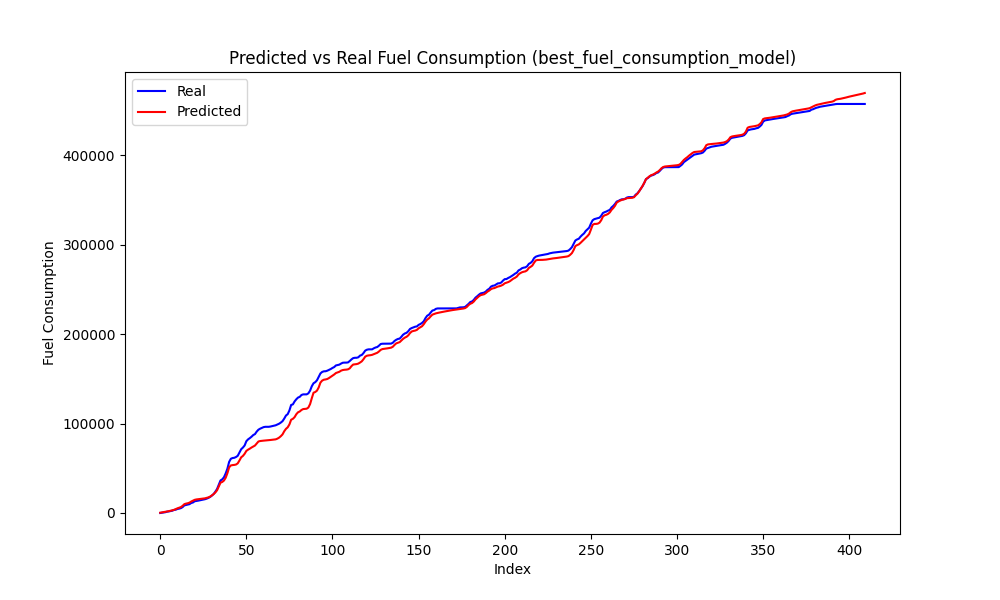 Predicted vs Real Fuel Consumption (best_fuel_consumption_model)
Real
Predicted
400000
300000
200000
100000
0
Fuel Consumption
0 50 100 150 200 250 300 350 400
Index